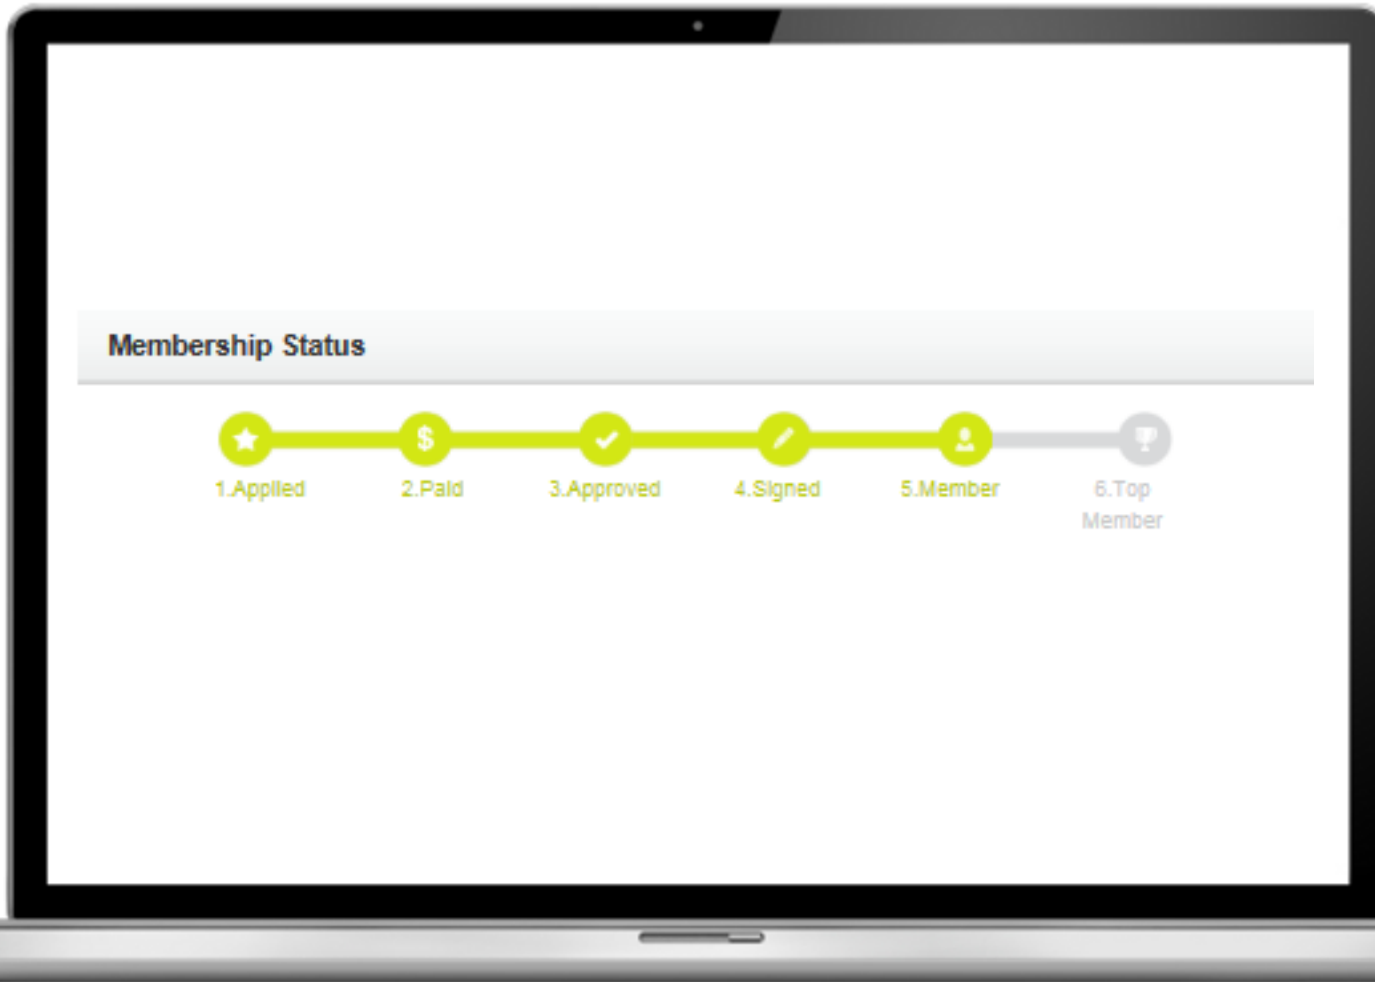 Membership Status
1.Applied
2.Paid
3.Approved
4.Signed
5.Member
6.Top
Member